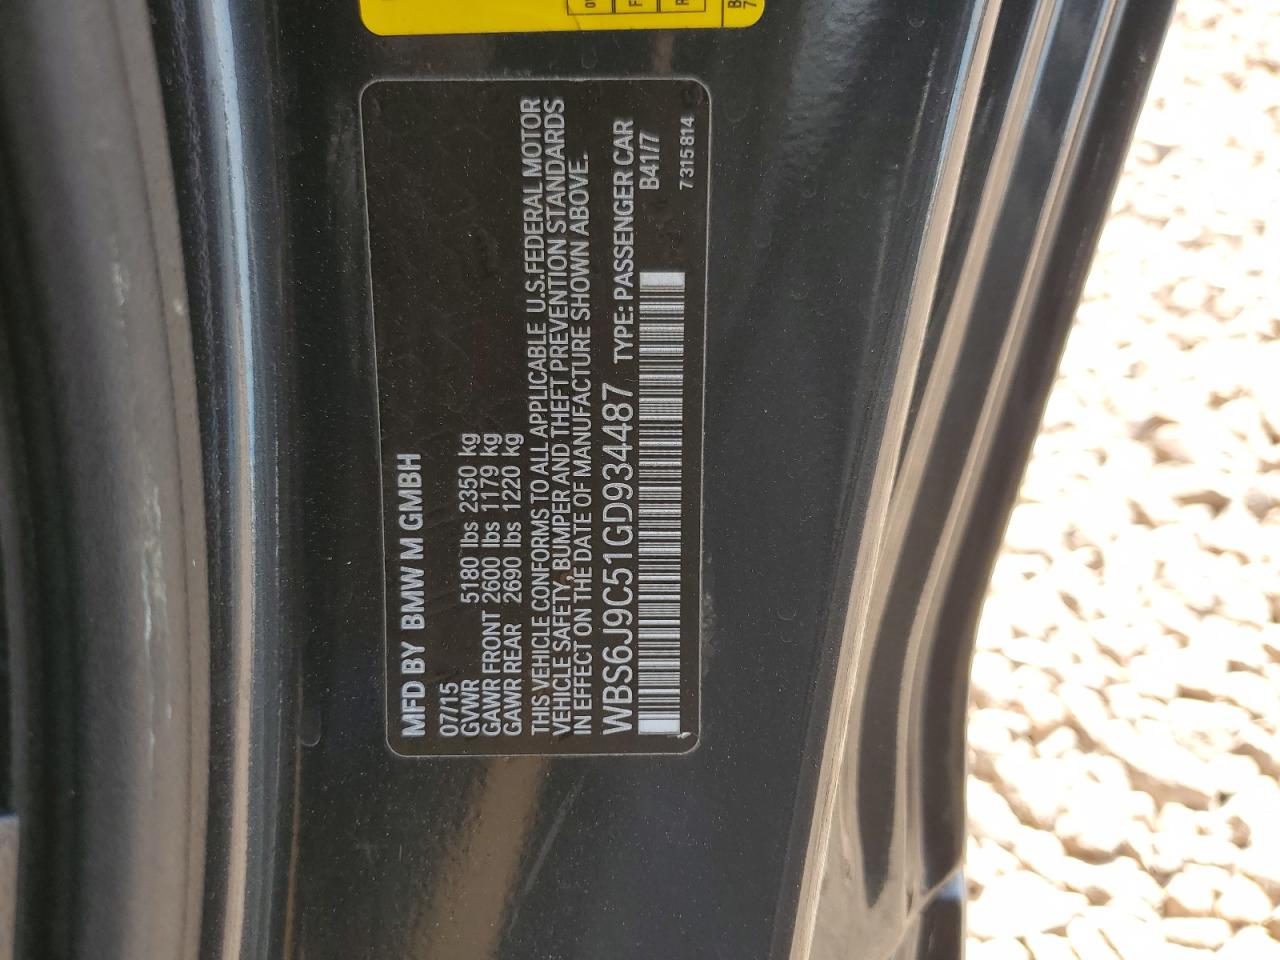 MFD BY BMW M GMBH
07/15
GVWR 5180 lbs 2350 kg
GAWR FRONT 2600 lbs 1179 kg
GAWR REAR 2690 lbs 1220 kg
THIS VEHICLE CONFORMS TO ALL APPLICABLE U.S.FEDERAL MOTOR
VEHICLE SAFETY, BUMPER AND THEFT PREVENTION STANDARDS
IN EFFECT ON THE DATE OF MANUFACTURE SHOWN ABOVE.
WBS6J9C51GD934487 TYPE: PASSENGER CAR
B41/7
7315814